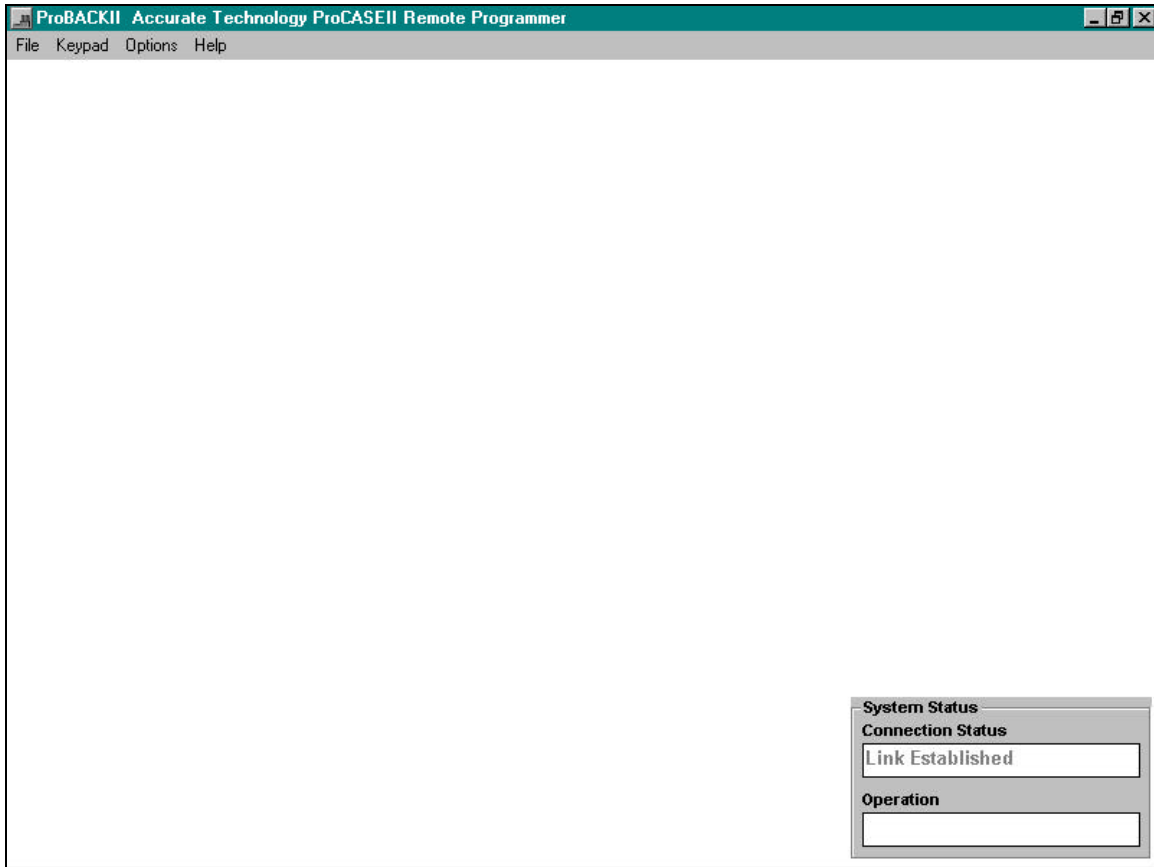 ProBACKII Accurate Technology ProCASEII Remote Programmer
File Keypad Options Help
System Status
Connection Status
Link Established
Operation